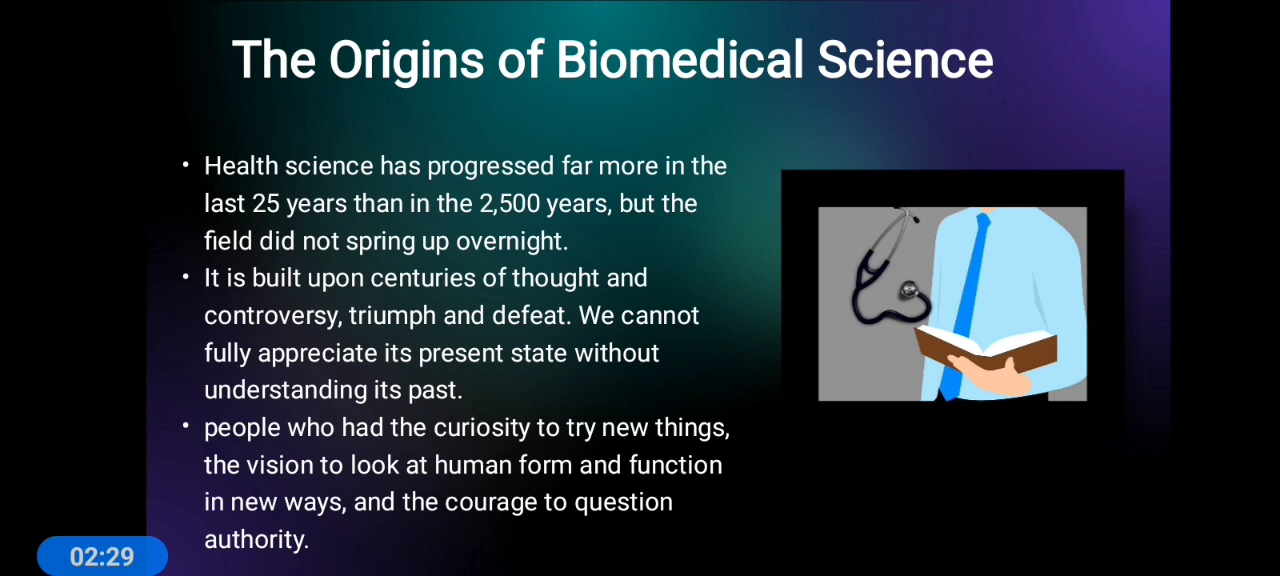 The Origins of Biomedical Science
• Health science has progressed far more in the
last 25 years than in the 2,500 years, but the
field did not spring up overnight.
• It is built upon centuries of thought and
controversy, triumph and defeat. We cannot
fully appreciate its present state without
understanding its past.
• people who had the curiosity to try new things,
the vision to look at human form and function
in new ways, and the courage to question
authority.
02:29